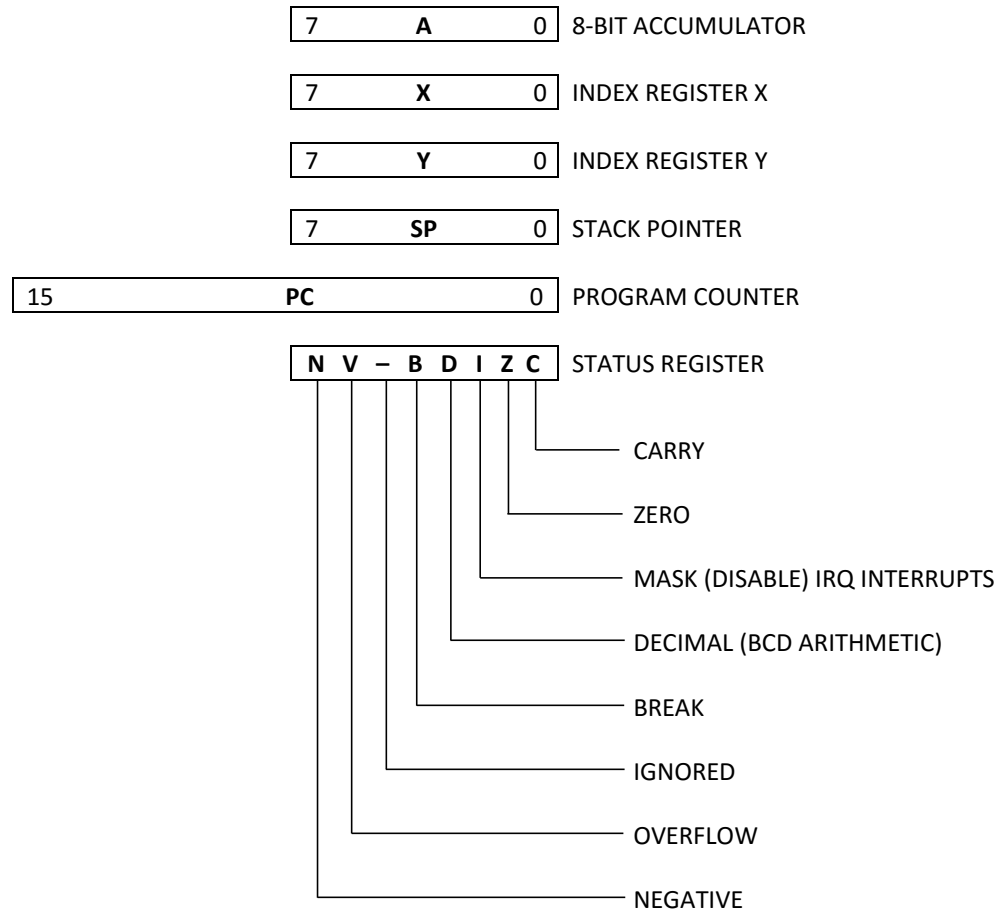 7 A 0 8-BIT ACCUMULATOR
7 X 0 INDEX REGISTER X
7 Y 0 INDEX REGISTER Y
7 SP 0 STACK POINTER
15 PC 0 PROGRAM COUNTER
N V – B D I Z C STATUS REGISTER
CARRY
ZERO
MASK (DISABLE) IRQ INTERRUPTS
DECIMAL (BCD ARITHMETIC)
BREAK
IGNORED
OVERFLOW
NEGATIVE